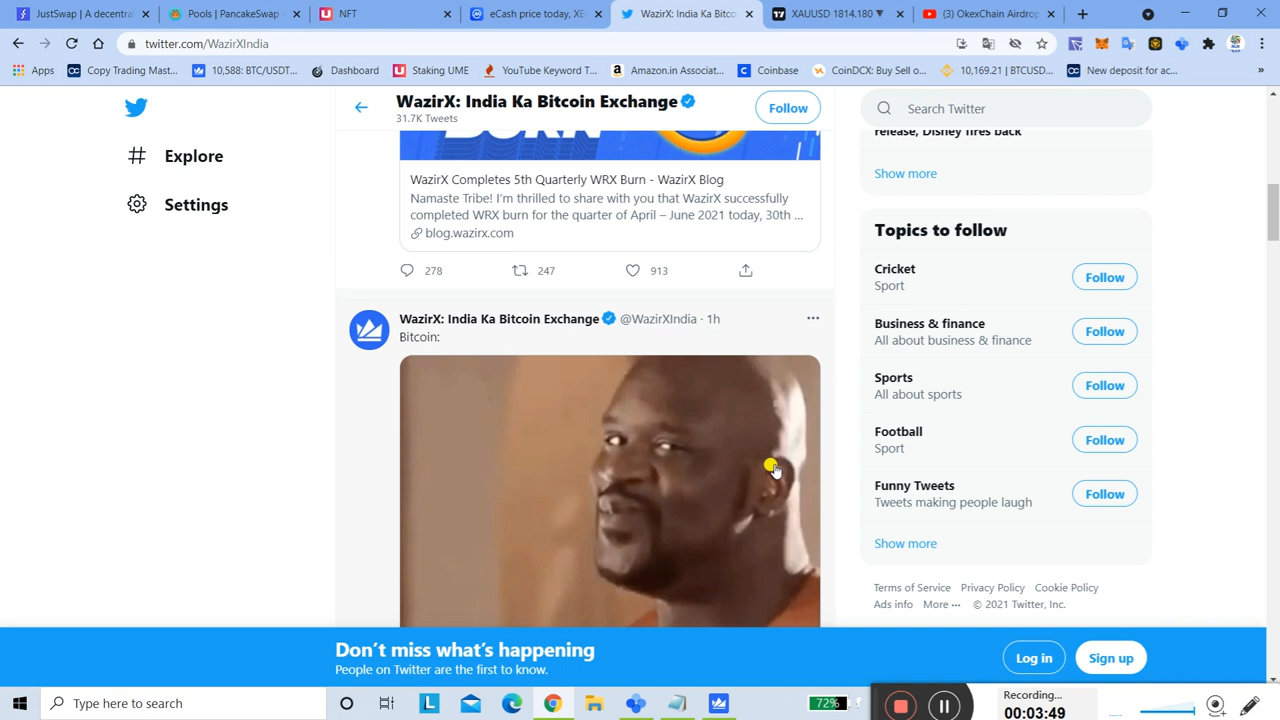 JustSwap | A decentral
Pools | PancakeSwap -
NFT
eCash price today, XE
WazirX: India Ka Bitco
XAUUSD 1814.180 ▼
(3) OkexChain Airdrop
twitter.com/WazirXIndia
Apps
Copy Trading Mast...
10,588: BTC/USDT...
Dashboard
Staking UME
YouTube Keyword T...
Amazon.in Associat...
Coinbase
CoinDCX: Buy Sell o...
10,169.21 | BTCUSD...
New deposit for ac...
Explore
Settings
WazirX: India Ka Bitcoin Exchange
31.7K Tweets
Follow
WazirX Completes 5th Quarterly WRX Burn - WazirX Blog
Namaste Tribe! I'm thrilled to share with you that WazirX successfully
completed WRX burn for the quarter of April – June 2021 today, 30th ...
blog.wazirx.com
278 247 913
WazirX: India Ka Bitcoin Exchange @WazirXIndia · 1h
Bitcoin:
Search Twitter
release, Disney fires back
Show more
Topics to follow
Cricket
Sport
Follow
Business & finance
All about business & finance
Follow
Sports
All about sports
Follow
Football
Sport
Follow
Funny Tweets
Tweets making people laugh
Follow
Show more
Terms of Service Privacy Policy Cookie Policy
Ads info More ••• © 2021 Twitter, Inc.
Don't miss what's happening
People on Twitter are the first to know.
Log in
Sign up
Type here to search
72%
Recording...
00:03:49